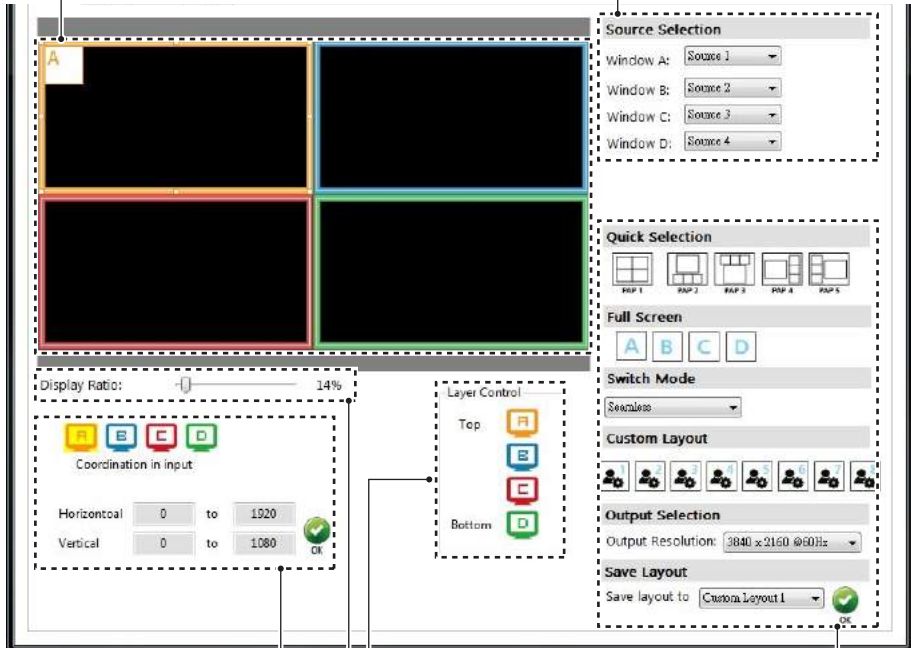 A
Source Selection
Window A: Source 1
Window B: Source 2
Window C: Source 3
Window D: Source 4
Quick Selection
PAP 1 PAP 2 PAP 3 PAP 4 PAP 5
Full Screen
A B C D
Switch Mode
Seamless
Custom Layout
1 2 3 4 5 6 7 8
Output Selection
Output Resolution: 3840 x 2160 @60Hz
Save Layout
Save layout to Custom Layout 1
OK
Display Ratio: 14%
A B C D
Coordination in input
Horizontoal 0 to 1920
Vertical 0 to 1080
OK
Layer Control
Top A
B
C
Bottom D